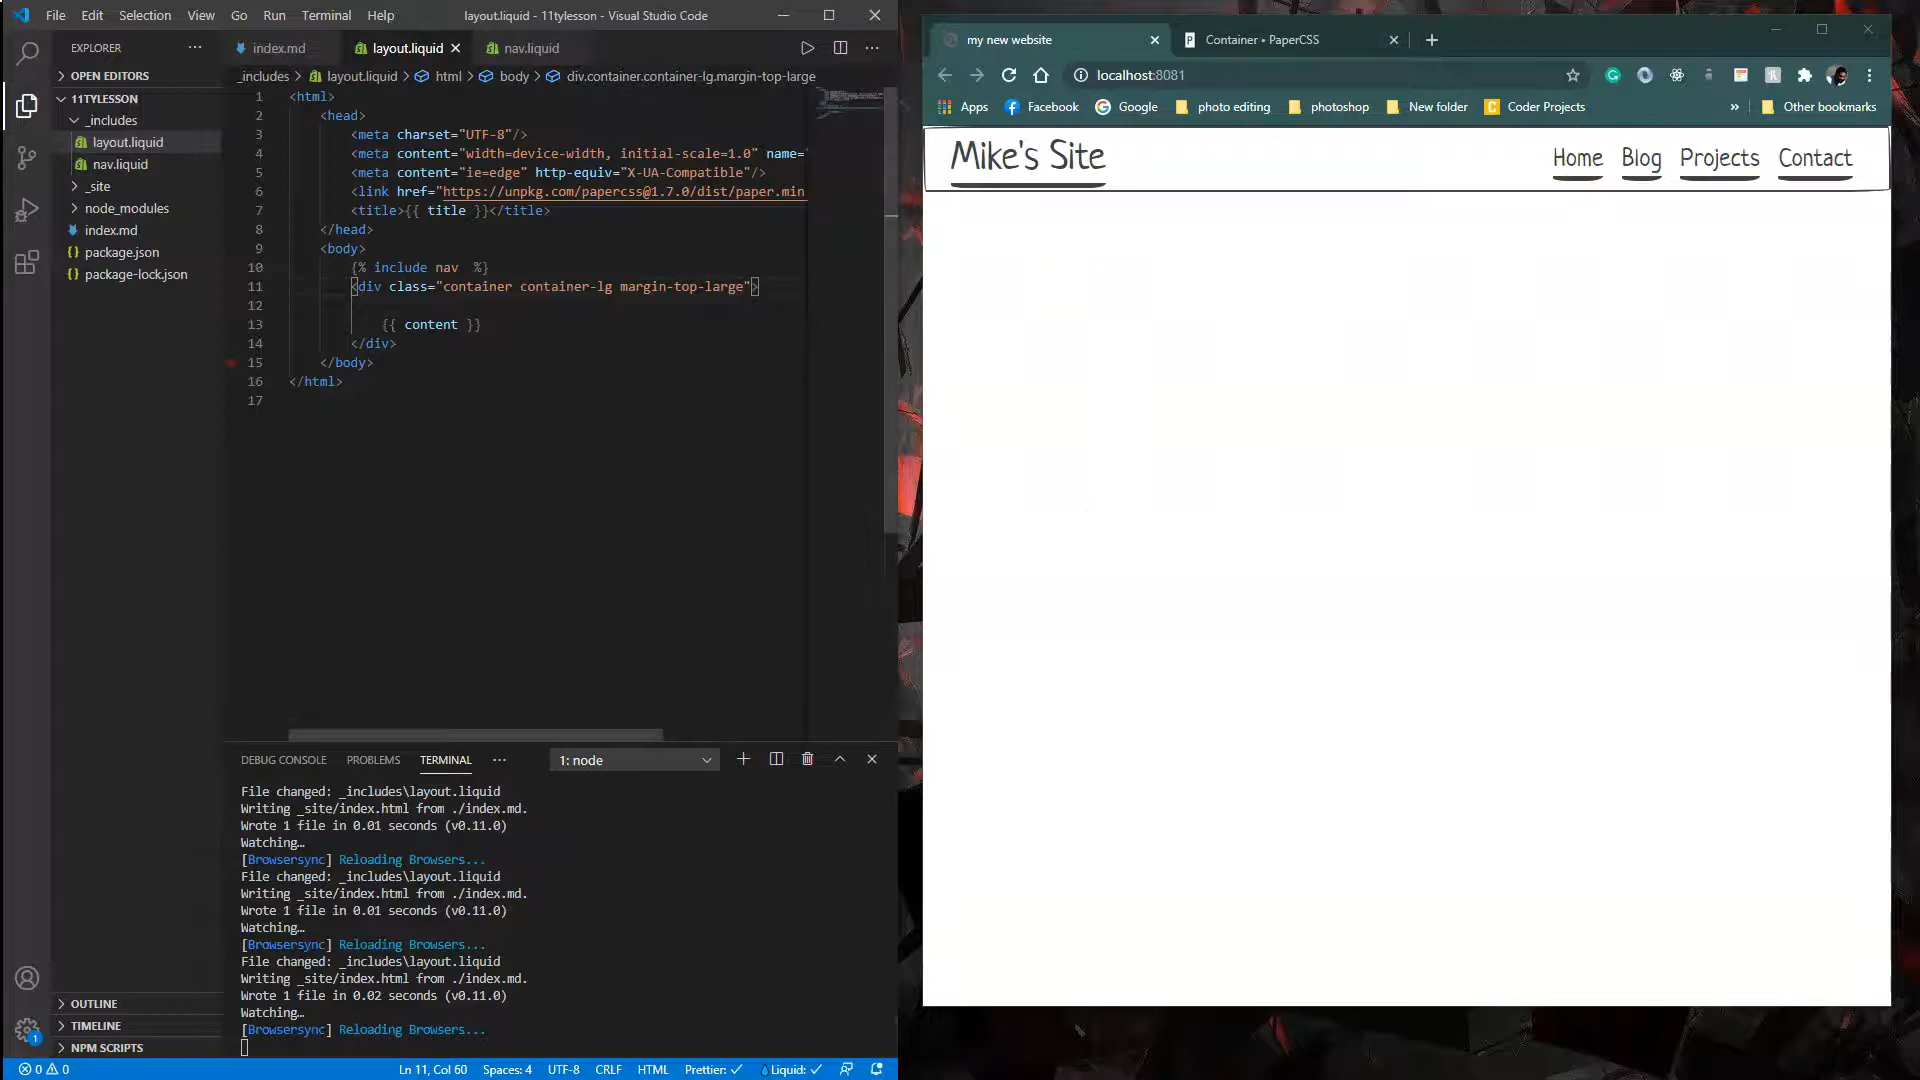 File Edit Selection View Go Run Terminal Help layout.liquid - 11tylesson - Visual Studio Code
EXPLORER
OPEN EDITORS
11TYLESSON
_includes
layout.liquid
nav.liquid
_site
node_modules
index.md
package.json
package-lock.json
OUTLINE
TIMELINE
NPM SCRIPTS
1
index.md layout.liquid nav.liquid
_includes > layout.liquid > html > body > div.container.container-lg.margin-top-large
1 <html>
2 <head>
3 <meta charset="UTF-8"/>
4 <meta content="width=device-width, initial-scale=1.0" name="
5 <meta content="ie=edge" http-equiv="X-UA-Compatible"/>
6 <link href="https://unpkg.com/papercss@1.7.0/dist/paper.min
7 <title>{{ title }}</title>
8 </head>
9 <body>
10 {% include nav  %}
11 <div class="container container-lg margin-top-large">
12
13 {{ content }}
14 </div>
15 </body>
16 </html>
17
DEBUG CONSOLE PROBLEMS TERMINAL ··· 1: node
File changed: _includes\layout.liquid
Writing _site/index.html from ./index.md.
Wrote 1 file in 0.01 seconds (v0.11.0)
Watching…
[Browsersync] Reloading Browsers...
File changed: _includes\layout.liquid
Writing _site/index.html from ./index.md.
Wrote 1 file in 0.01 seconds (v0.11.0)
Watching…
[Browsersync] Reloading Browsers...
File changed: _includes\layout.liquid
Writing _site/index.html from ./index.md.
Wrote 1 file in 0.02 seconds (v0.11.0)
Watching…
[Browsersync] Reloading Browsers...
0 0 Ln 11, Col 60 Spaces: 4 UTF-8 CRLF HTML Prettier: ✓ Liquid: ✓
my new website Container • PaperCSS
localhost:8081
Apps Facebook Google photo editing photoshop New folder Coder Projects » Other bookmarks
Mike's Site Home Blog Projects Contact